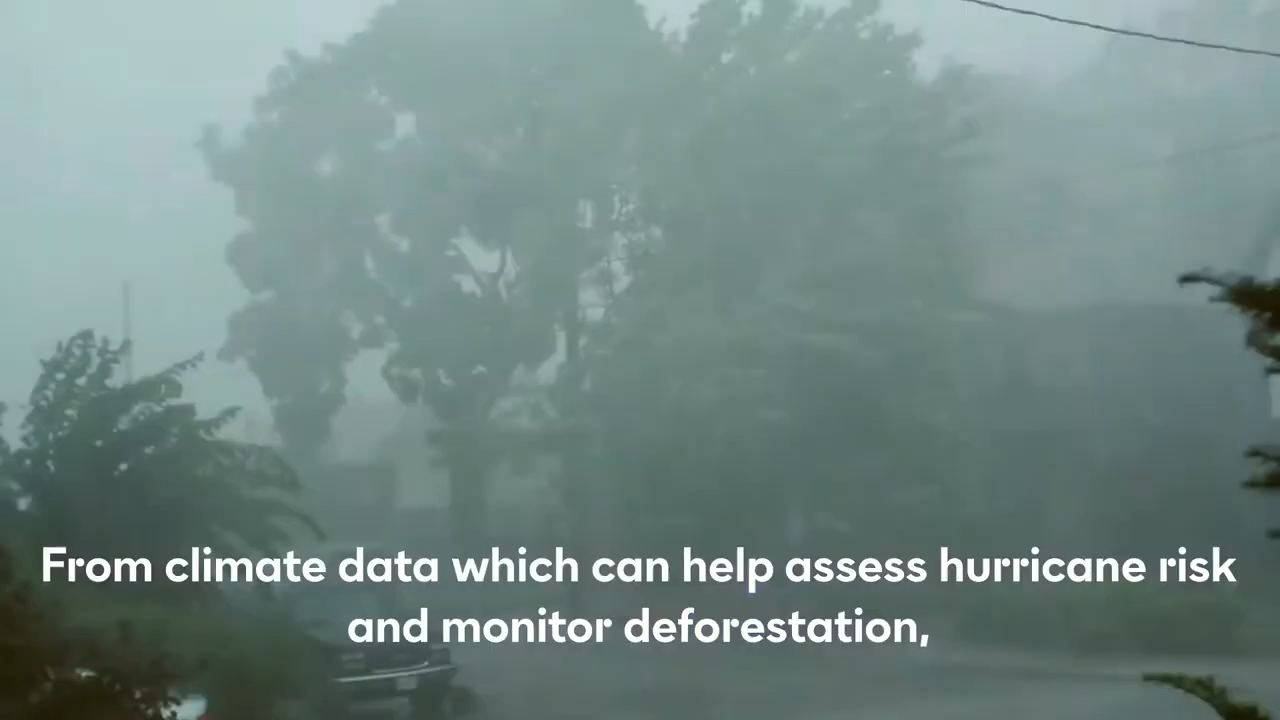 From climate data which can help assess hurricane risk
and monitor deforestation,